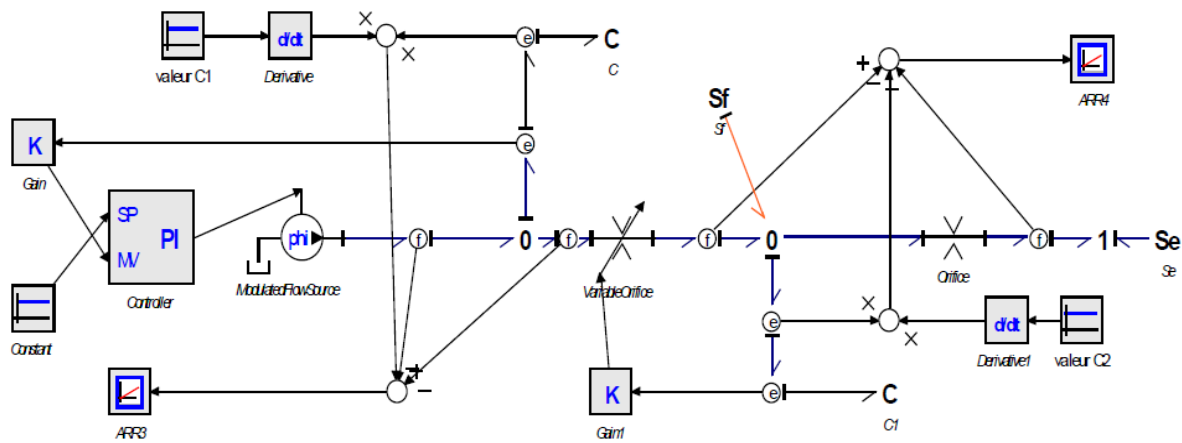 d/dt
e
C
valeur C1
Derivative
C
+
ARR4
Sf
Sf
K
e
Gain
SP
PI
MV
Controller
phi
ModulatedFlowSource
f
0
f
VariableOrifice
f
0
Orifice
f
1
Se
Se
Constant
e
d/dt
Derivative1
valeur C2
+
−
ARR3
K
Gain1
e
C
C1